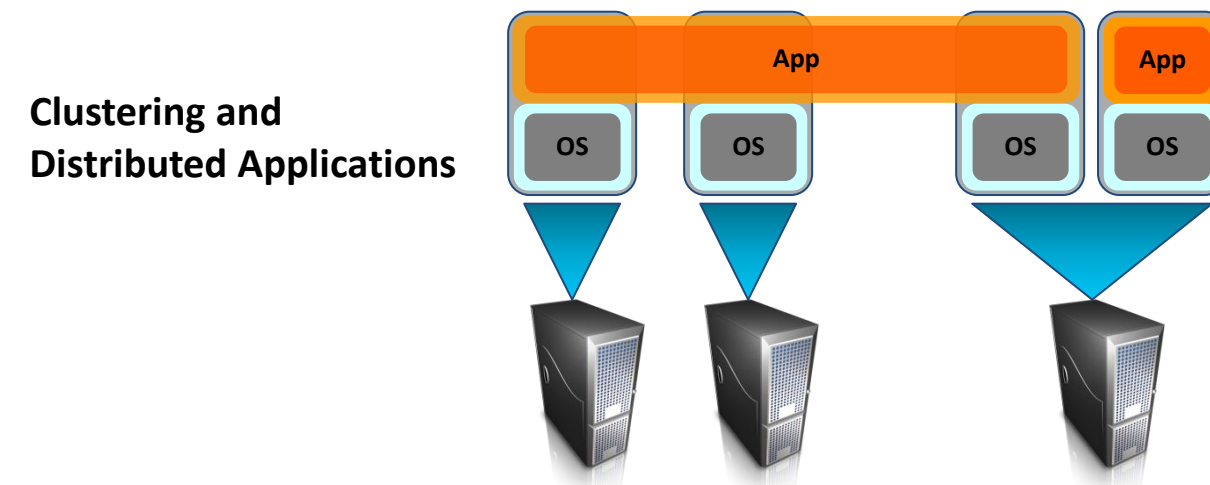 App
App
Clustering and
Distributed Applications
OS
OS
OS
OS